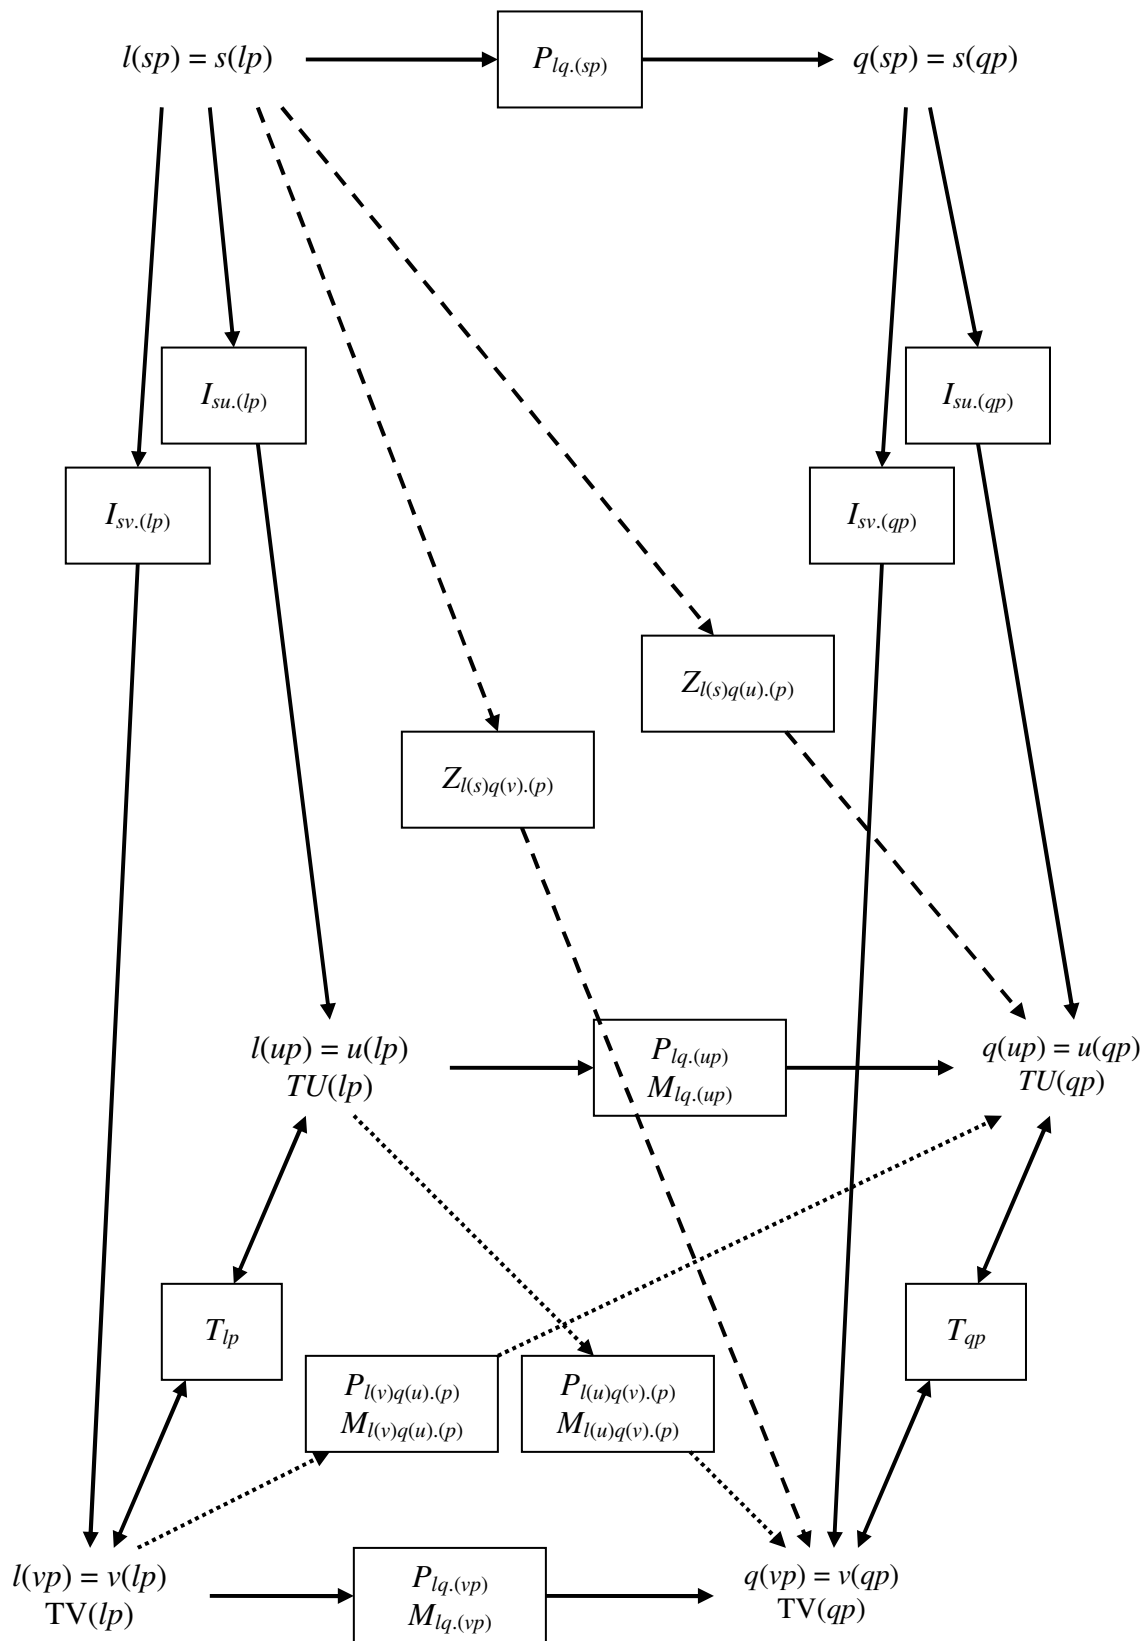 l(sp) = s(lp)
P_{lq.(sp)}
q(sp) = s(qp)
I_{su.(lp)}
I_{su.(qp)}
I_{sv.(lp)}
I_{sv.(qp)}
Z_{l(s)q(u).(p)}
Z_{l(s)q(v).(p)}
l(up) = u(lp)
TU(lp)
P_{lq.(up)}
M_{lq.(up)}
q(up) = u(qp)
TU(qp)
T_{lp}
T_{qp}
P_{l(v)q(u).(p)}
M_{l(v)q(u).(p)}
P_{l(u)q(v).(p)}
M_{l(u)q(v).(p)}
l(vp) = v(lp)
TV(lp)
P_{lq.(vp)}
M_{lq.(vp)}
q(vp) = v(qp)
TV(qp)